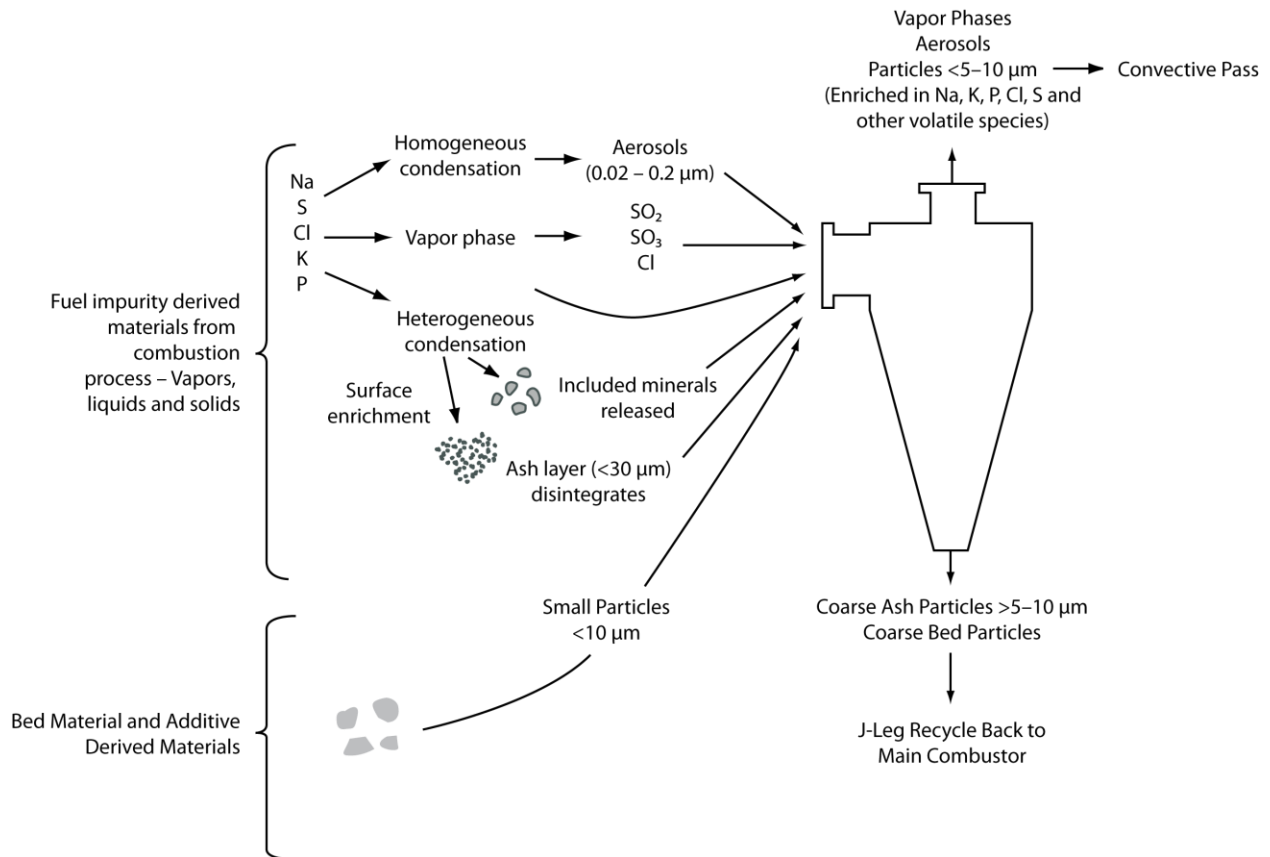 Vapor Phases
Aerosols
Particles <5–10 µm
(Enriched in Na, K, P, Cl, S and
other volatile species)
Convective Pass
Homogeneous
condensation
Aerosols
(0.02 – 0.2 µm)
Na
S
Cl
K
P
Vapor phase
SO₂
SO₃
Cl
Fuel impurity derived
materials from
combustion
process – Vapors,
liquids and solids
Heterogeneous
condensation
Surface
enrichment
Included minerals
released
Ash layer (<30 µm)
disintegrates
Small Particles
<10 µm
Coarse Ash Particles >5–10 µm
Coarse Bed Particles
Bed Material and Additive
Derived Materials
J-Leg Recycle Back to
Main Combustor